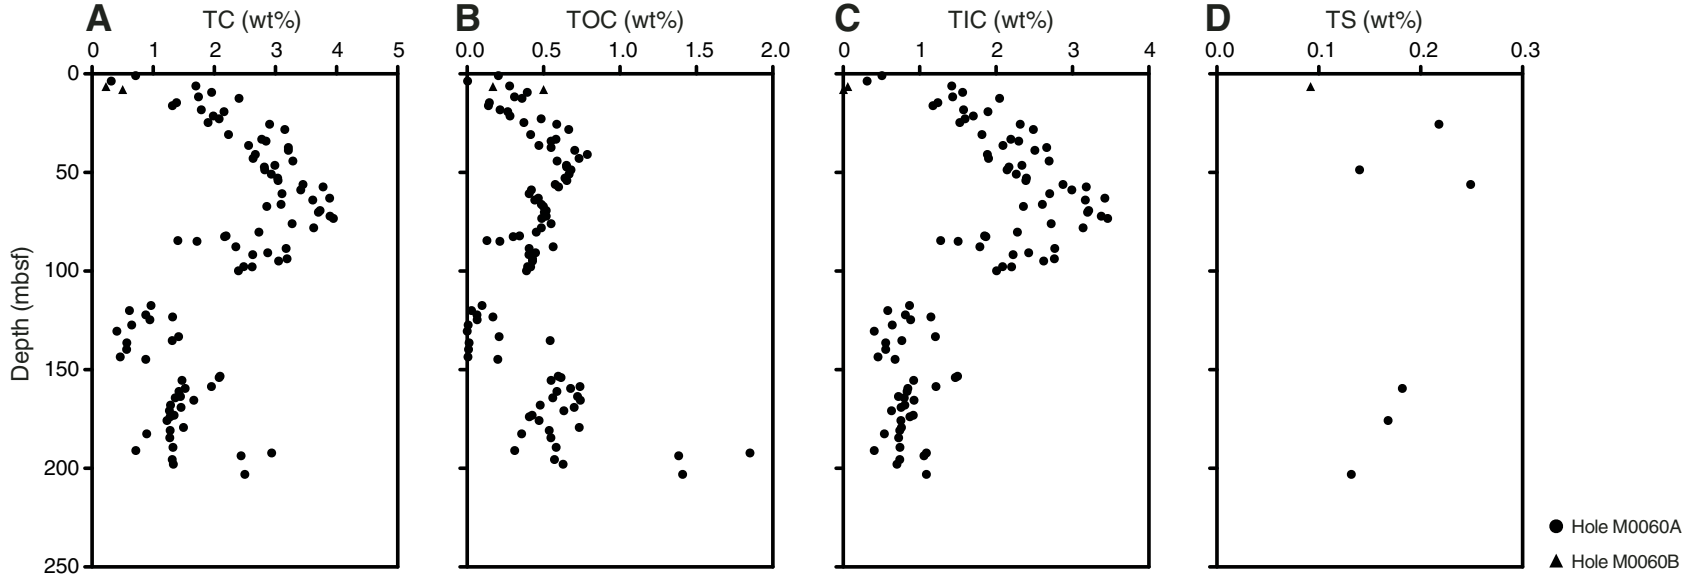 A TC (wt%)
B TOC (wt%)
C TIC (wt%)
D TS (wt%)
0 1 2 3 4 5
0.0 0.5 1.0 1.5 2.0
0 1 2 3 4
0.0 0.1 0.2 0.3
0
50
100
150
200
250
Depth (mbsf)
Hole M0060A
Hole M0060B